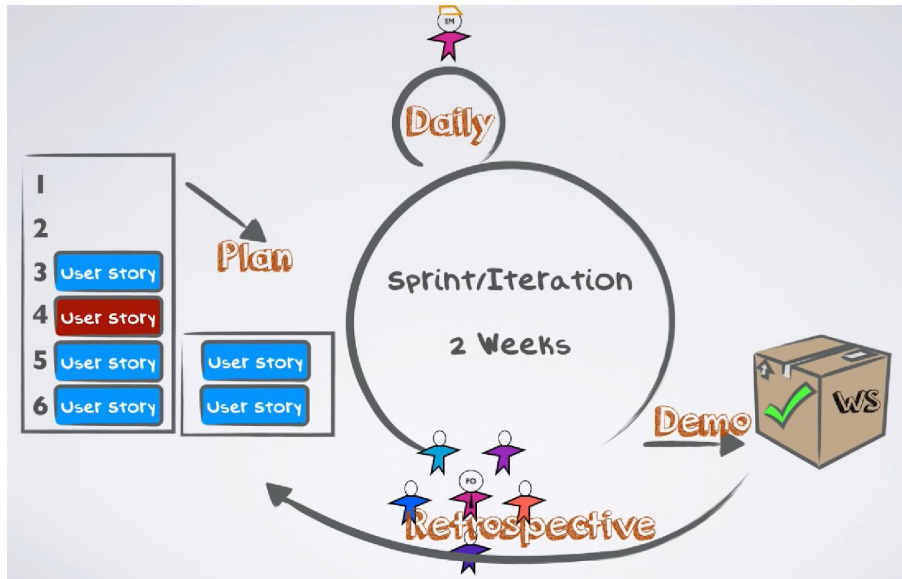 SM
Daily
1
2
3 User Story
4 User Story
5 User Story
6 User Story
Plan
User Story
User Story
Sprint/Iteration
2 Weeks
Demo
WS
PO
Retrospective